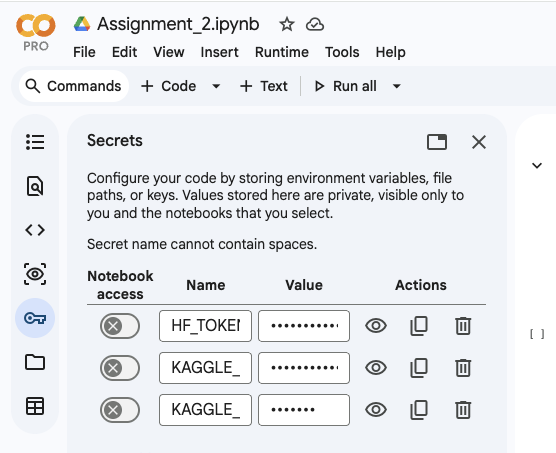 CO
PRO
Assignment_2.ipynb
File Edit View Insert Runtime Tools Help
Commands + Code + Text Run all
Secrets
Configure your code by storing environment variables, file
paths, or keys. Values stored here are private, visible only to
you and the notebooks that you select.
Secret name cannot contain spaces.
Notebook
access Name Value Actions
HF_TOKEN ••••••••••
KAGGLE_ ••••••••••
KAGGLE_ •••••••
[ ]